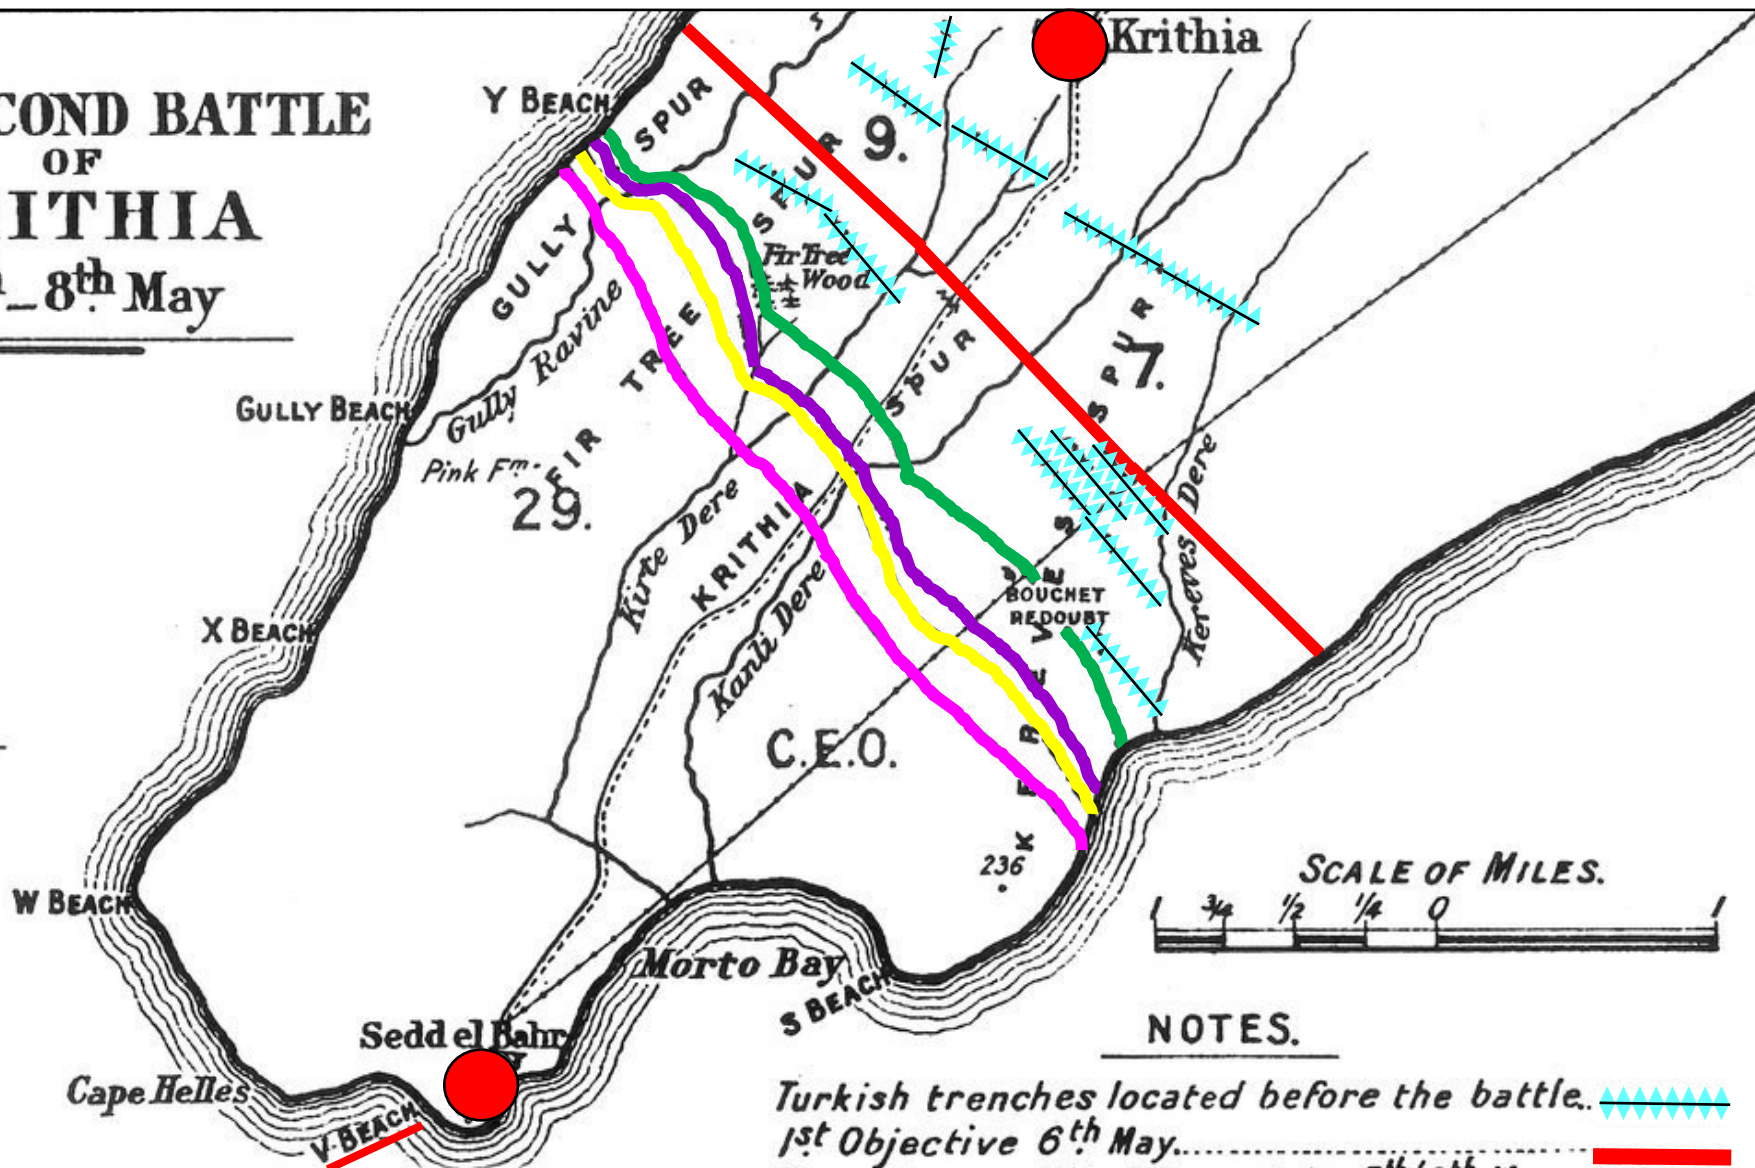 COND BATTLE
OF
ITHIA
8th May
Krithia
Y BEACH
GULLY SPUR
9.
FIR TREE SPUR
Fir Tree
Wood
Gully Ravine
GULLY BEACH
Pink Fm.
29.
KRITHIA SPUR
7.
KEREVES SPUR
Kereves Dere
BOUCHET
REDOUBT
Kirte Dere
Kanli Dere
X BEACH
C.E.O.
236
W BEACH
Morto Bay
S BEACH
Sedd el Bahr
Cape Helles
V. BEACH
SCALE OF MILES.
1 3/4 1/2 1/4 0 1
NOTES.
Turkish trenches located before the battle..
1st Objective 6th May.